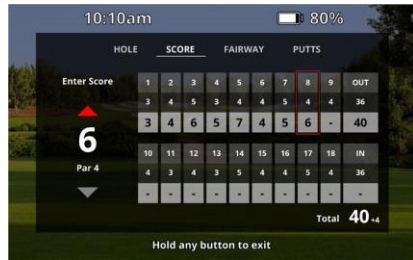 10:10am 80%
HOLE SCORE FAIRWAY PUTTS
Enter Score 1 2 3 4 5 6 7 8 9 OUT
3 4 5 3 4 4 5 4 4 36
3 4 6 5 7 4 5 6 - 40
6
10 11 12 13 14 15 16 17 18 IN
Par 4 4 3 4 3 5 4 4 5 4 36
- - - - - - - - - -
Total 40 +4
Hold any button to exit